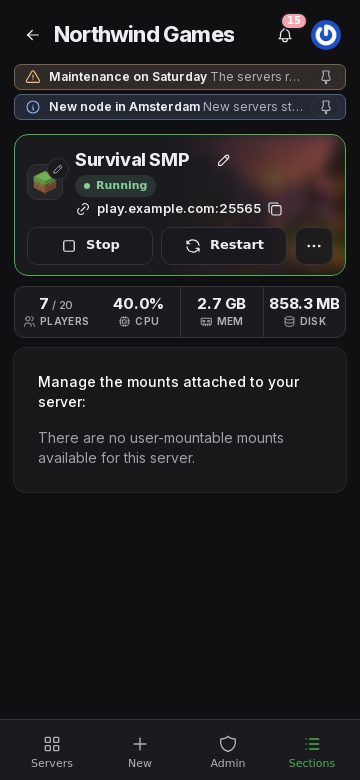 Northwind Games
15
Maintenance on Saturday The servers r...
New node in Amsterdam New servers st...
Survival SMP
Running
play.example.com:25565
Stop
Restart
7 / 20
PLAYERS
40.0%
CPU
2.7 GB
MEM
858.3 MB
DISK
Manage the mounts attached to your
server:
There are no user-mountable mounts
available for this server.
Servers
New
Admin
Sections